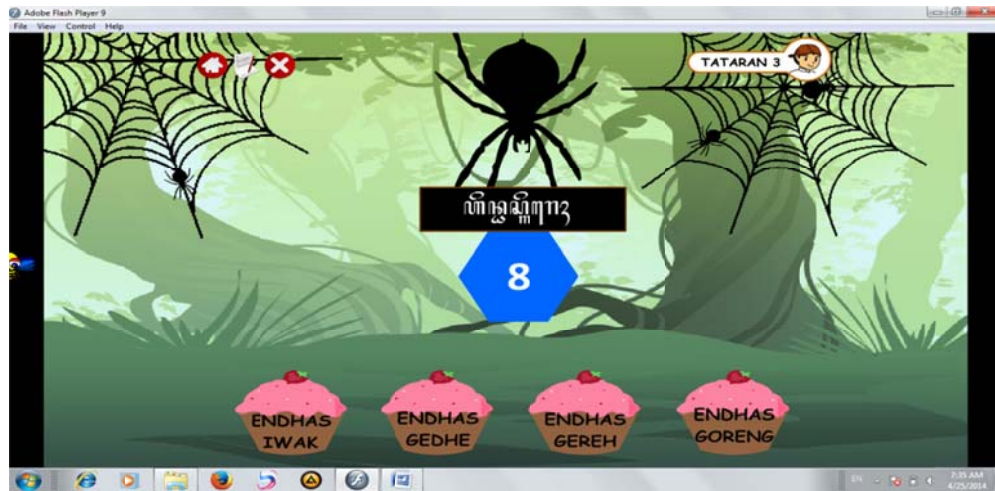 Adobe Flash Player 9
File View Control Help
TATARAN 3
8
ENDHAS
IWAK
ENDHAS
GEDHE
ENDHAS
GEREH
ENDHAS
GORENG
EN
7:35 AM
4/25/2014